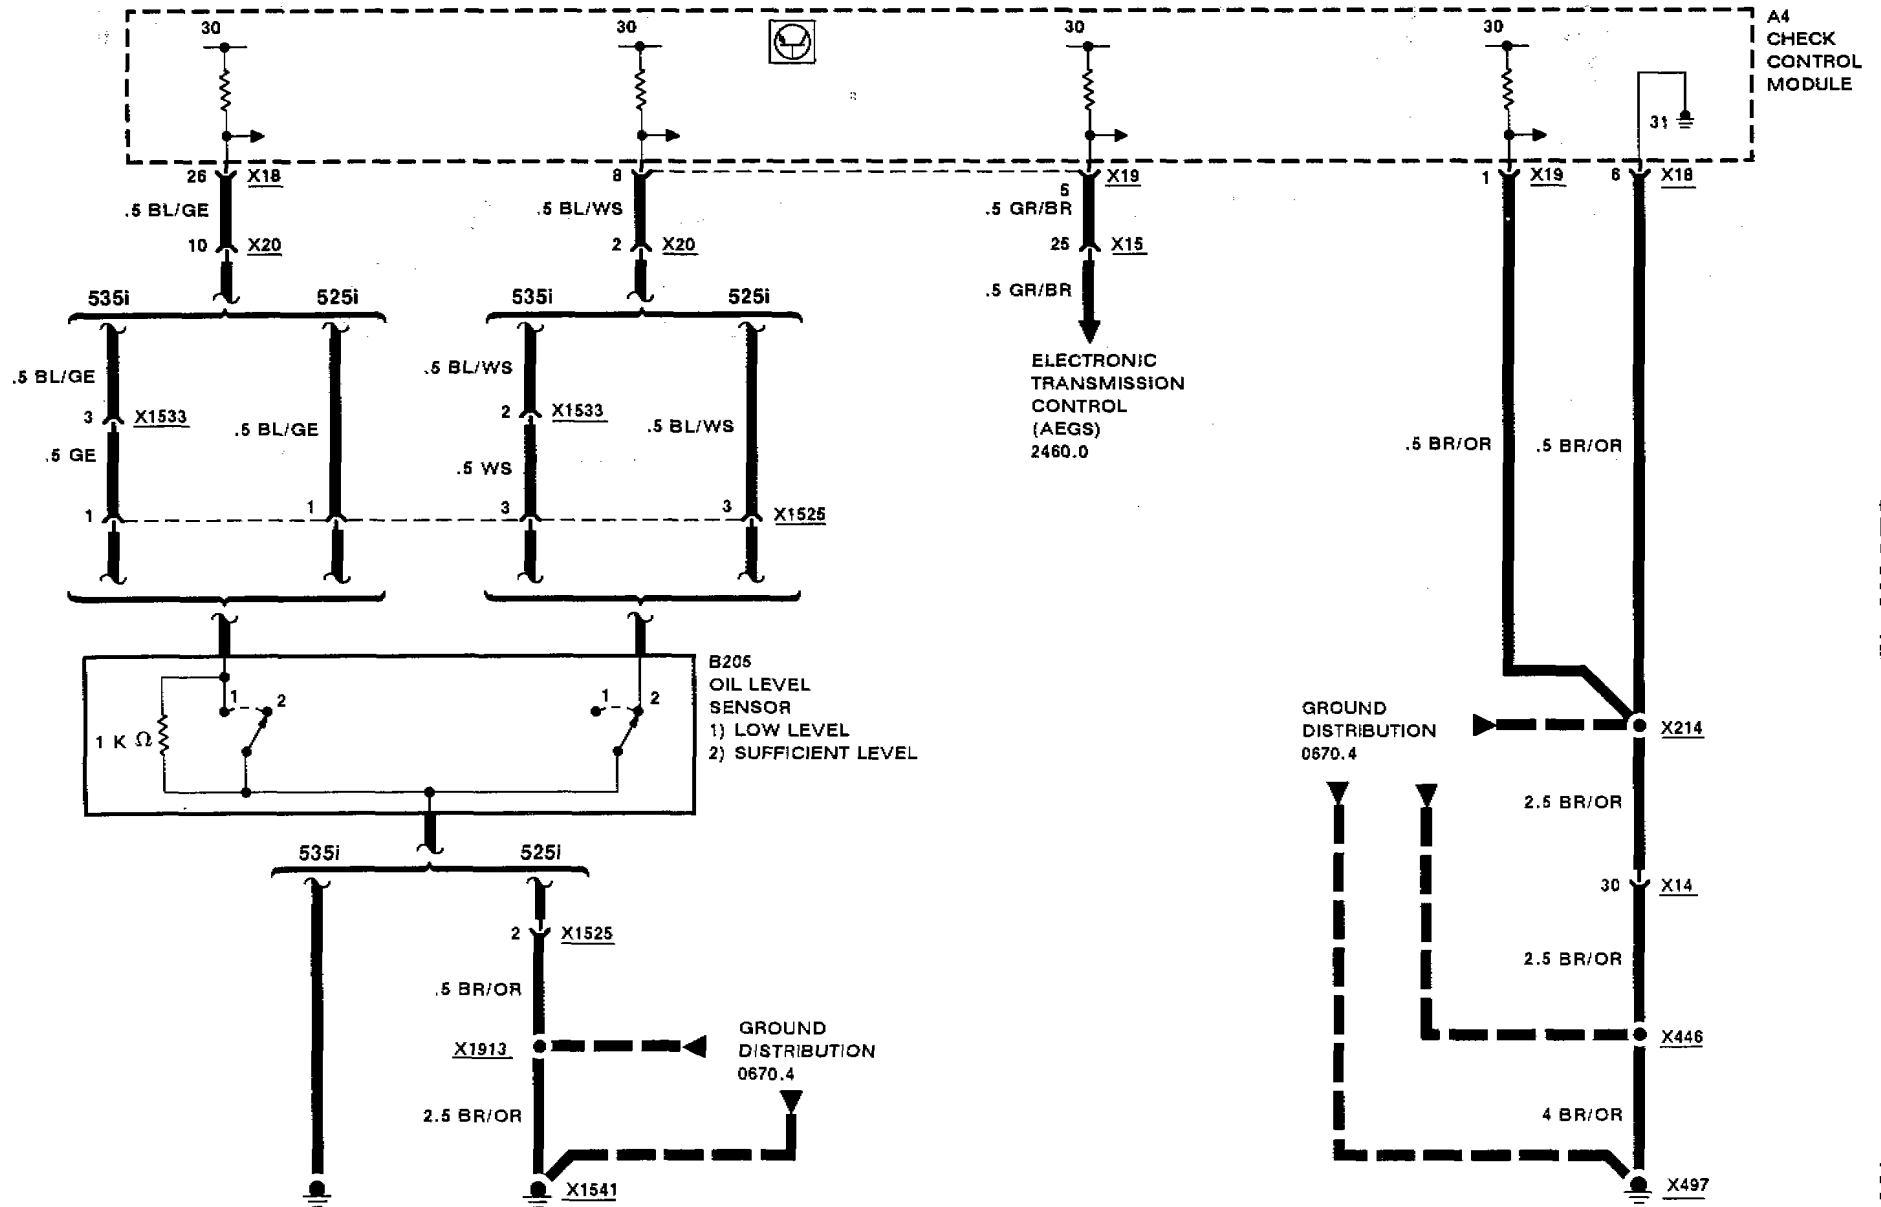 30
30
30
30
A4
CHECK
CONTROL
MODULE
31
26 X18
8
X19
5
1 X19
6 X18
.5 BL/GE
.5 BL/WS
.5 GR/BR
10 X20
2 X20
25 X15
.5 GR/BR
535i 525i
535i 525i
ELECTRONIC
TRANSMISSION
CONTROL
(AEGS)
2460.0
.5 BL/GE
.5 BL/WS
3 X1533
2 X1533
.5 BL/GE
.5 BL/WS
.5 GE
.5 WS
.5 BR/OR
.5 BR/OR
1
1
3
3 X1525
B205
OIL LEVEL
SENSOR
1) LOW LEVEL
2) SUFFICIENT LEVEL
1 2
1 2
1 K Ω
GROUND
DISTRIBUTION
0670.4
X214
2.5 BR/OR
535i 525i
30 X14
2 X1525
2.5 BR/OR
.5 BR/OR
X1913
GROUND
DISTRIBUTION
0670.4
X446
2.5 BR/OR
4 BR/OR
X1541
X497